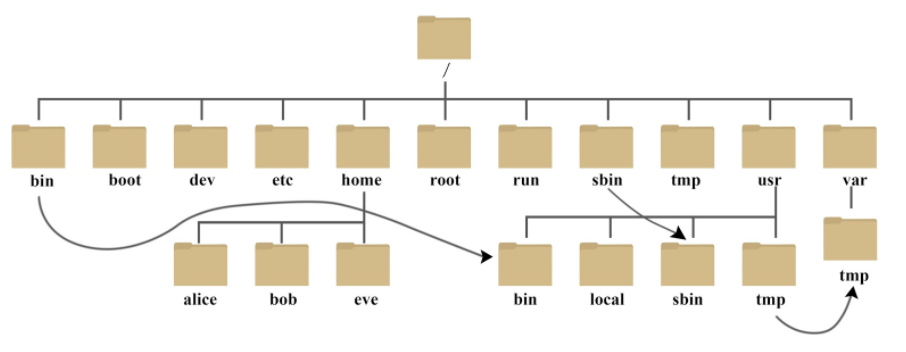 /
bin boot dev etc home root run sbin tmp usr var
tmp
alice bob eve bin local sbin tmp